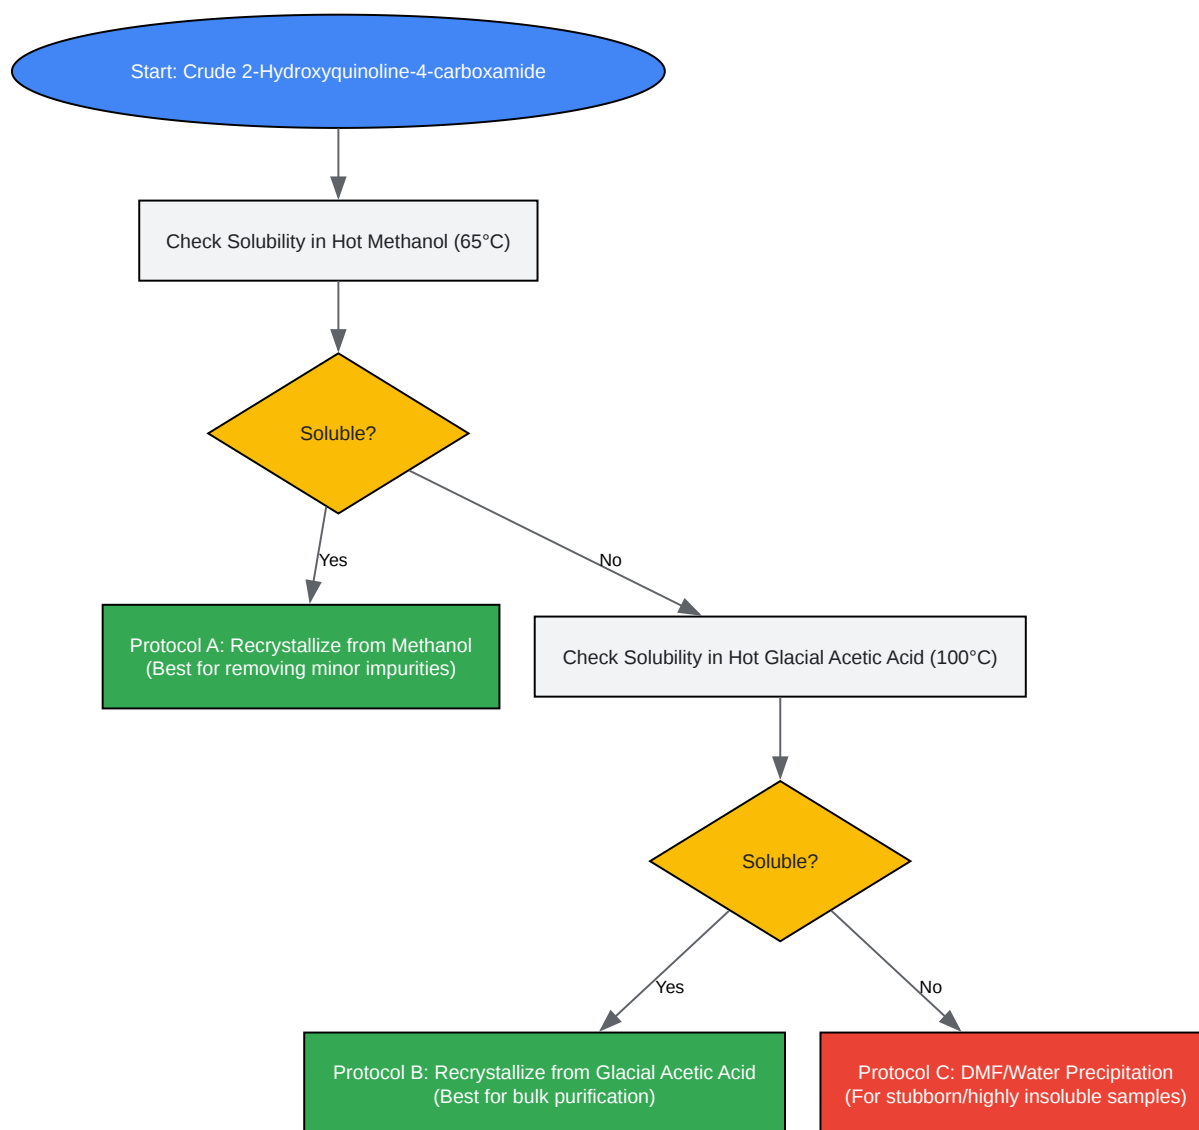 Start: Crude 2-Hydroxyquinoline-4-carboxamide
Check Solubility in Hot Methanol (65°C)
Soluble?
Yes
No
Protocol A: Recrystallize from Methanol
(Best for removing minor impurities)
Check Solubility in Hot Glacial Acetic Acid (100°C)
Soluble?
Yes
No
Protocol B: Recrystallize from Glacial Acetic Acid
(Best for bulk purification)
Protocol C: DMF/Water Precipitation
(For stubborn/highly insoluble samples)